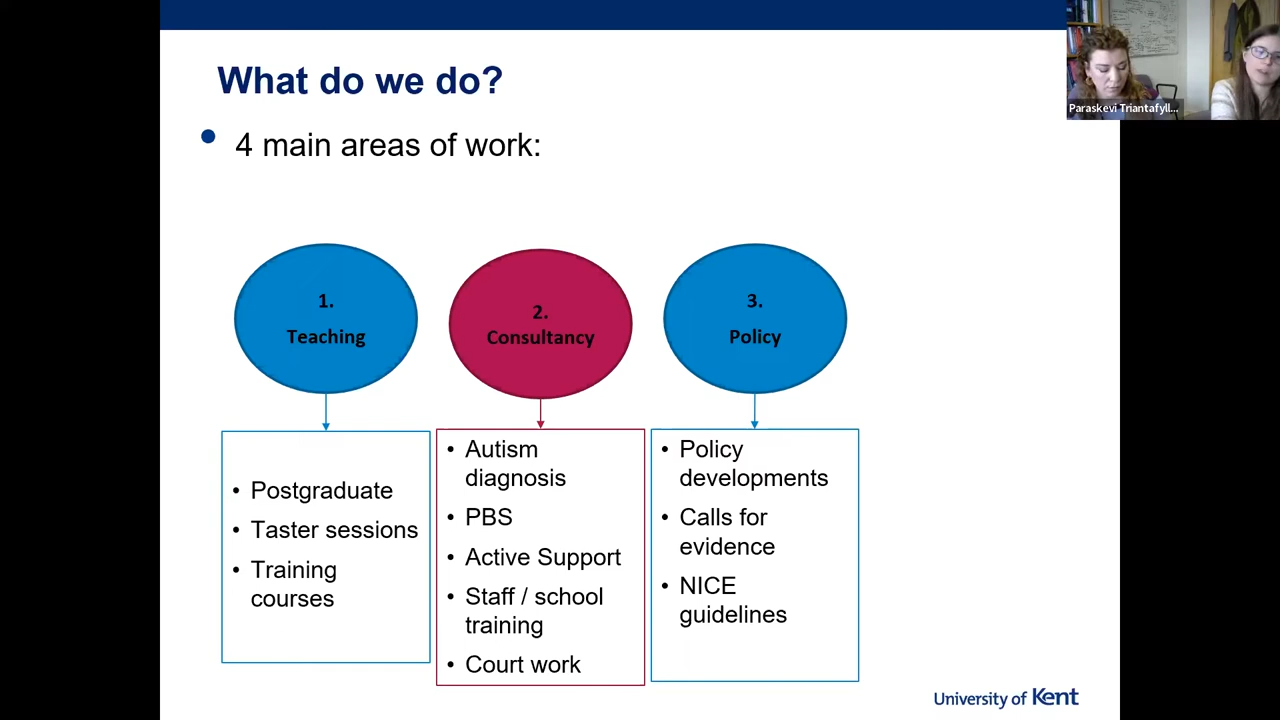 What do we do?
• 4 main areas of work:
1.
Teaching
2.
Consultancy
3.
Policy
• Postgraduate
• Taster sessions
• Training
courses
• Autism
diagnosis
• PBS
• Active Support
• Staff / school
training
• Court work
• Policy
developments
• Calls for
evidence
• NICE
guidelines
Paraskevi Triantafyll...
University of Kent